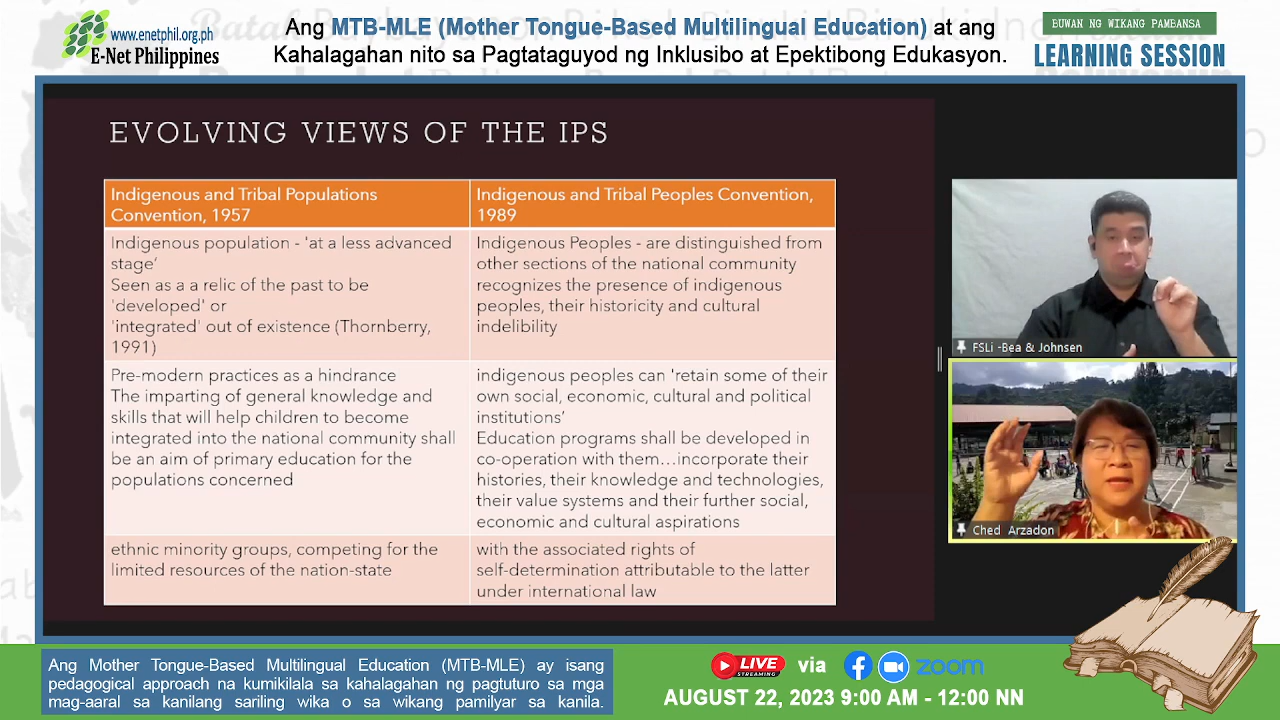 www.enetphil.org.ph
E-Net Philippines
Ang MTB-MLE (Mother Tongue-Based Multilingual Education) at ang
Kahalagahan nito sa Pagtataguyod ng Inklusibo at Epektibong Edukasyon.
BUWAN NG WIKANG PAMBANSA
LEARNING SESSION
EVOLVING VIEWS OF THE IPS
Indigenous and Tribal Populations
Convention, 1957
Indigenous and Tribal Peoples Convention,
1989
Indigenous population - 'at a less advanced
stage'
Seen as a a relic of the past to be
'developed' or
'integrated' out of existence (Thornberry,
1991)
Indigenous Peoples - are distinguished from
other sections of the national community
recognizes the presence of indigenous
peoples, their historicity and cultural
indelibility
Pre-modern practices as a hindrance
The imparting of general knowledge and
skills that will help children to become
integrated into the national community shall
be an aim of primary education for the
populations concerned
indigenous peoples can 'retain some of their
own social, economic, cultural and political
institutions'
Education programs shall be developed in
co-operation with them…incorporate their
histories, their knowledge and technologies,
their value systems and their further social,
economic and cultural aspirations
ethnic minority groups, competing for the
limited resources of the nation-state
with the associated rights of
self-determination attributable to the latter
under international law
FSLi -Bea & Johnsen
Ched Arzadon
Ang Mother Tongue-Based Multilingual Education (MTB-MLE) ay isang
pedagogical approach na kumikilala sa kahalagahan ng pagtuturo sa mga
mag-aaral sa kanilang sariling wika o sa wikang pamilyar sa kanila.
LIVE
STREAMING
via
zoom
AUGUST 22, 2023 9:00 AM - 12:00 NN